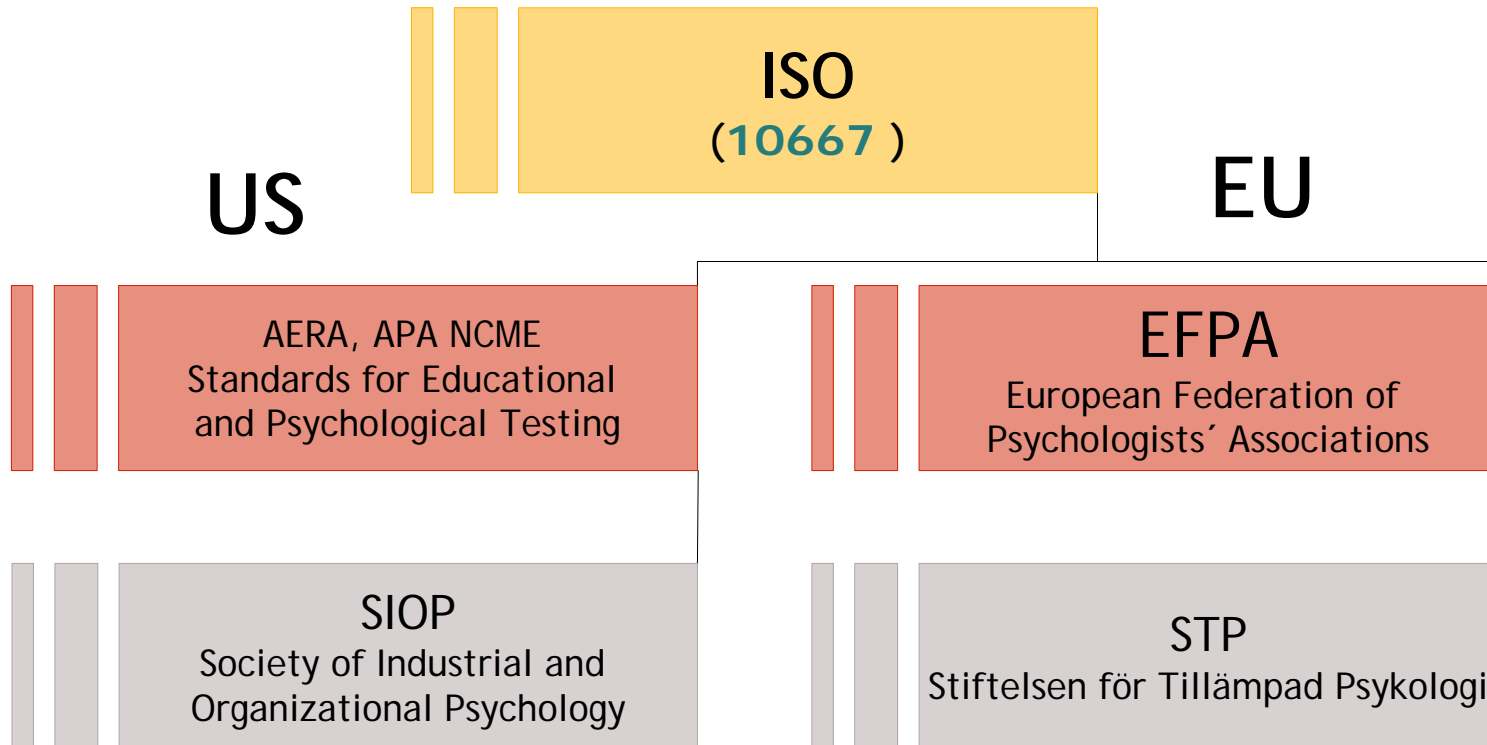 ISO
(10667 )
US
EU
AERA, APA NCME
Standards for Educational
and Psychological Testing
EFPA
European Federation of
Psychologists´ Associations
SIOP
Society of Industrial and
Organizational Psychology
STP
Stiftelsen för Tillämpad Psykologi